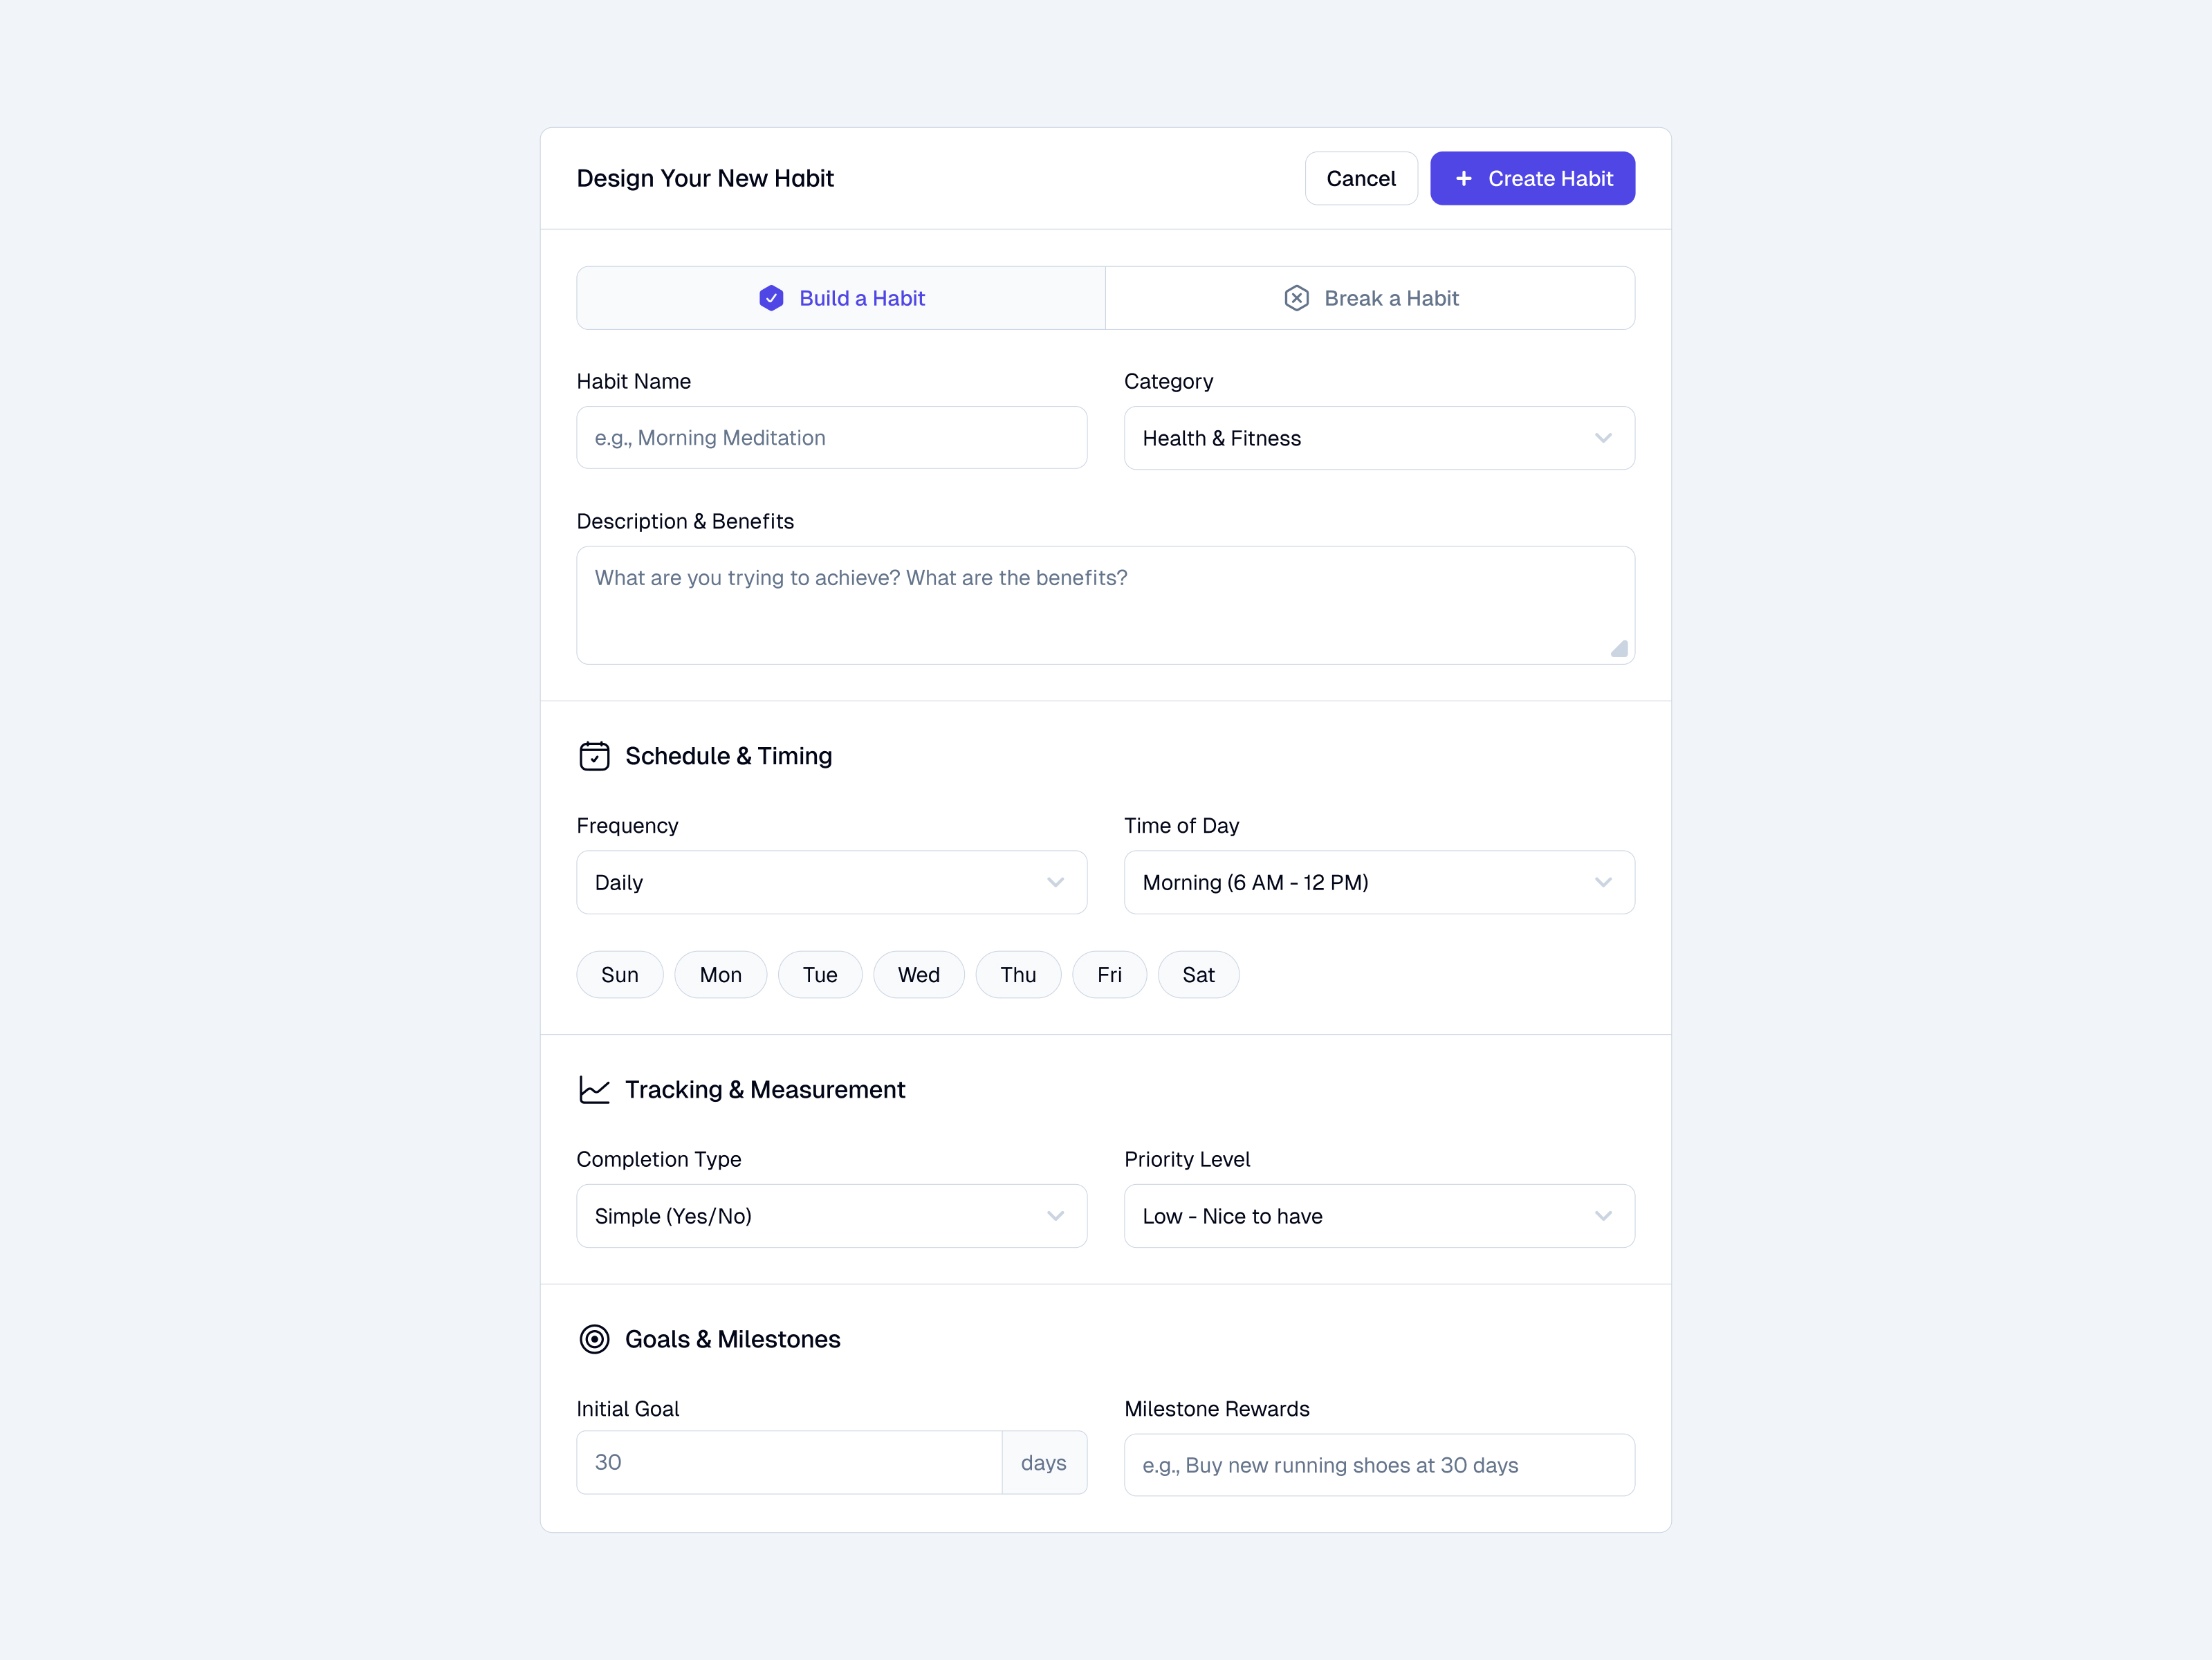 Design Your New Habit
Cancel
Create Habit
Build a Habit
Break a Habit
Habit Name
Category
e.g., Morning Meditation
Health & Fitness
Description & Benefits
What are you trying to achieve? What are the benefits?
Schedule & Timing
Frequency
Time of Day
Daily
Morning (6 AM - 12 PM)
Sun
Mon
Tue
Wed
Thu
Fri
Sat
Tracking & Measurement
Completion Type
Priority Level
Simple (Yes/No)
Low - Nice to have
Goals & Milestones
Initial Goal
Milestone Rewards
30
days
e.g., Buy new running shoes at 30 days